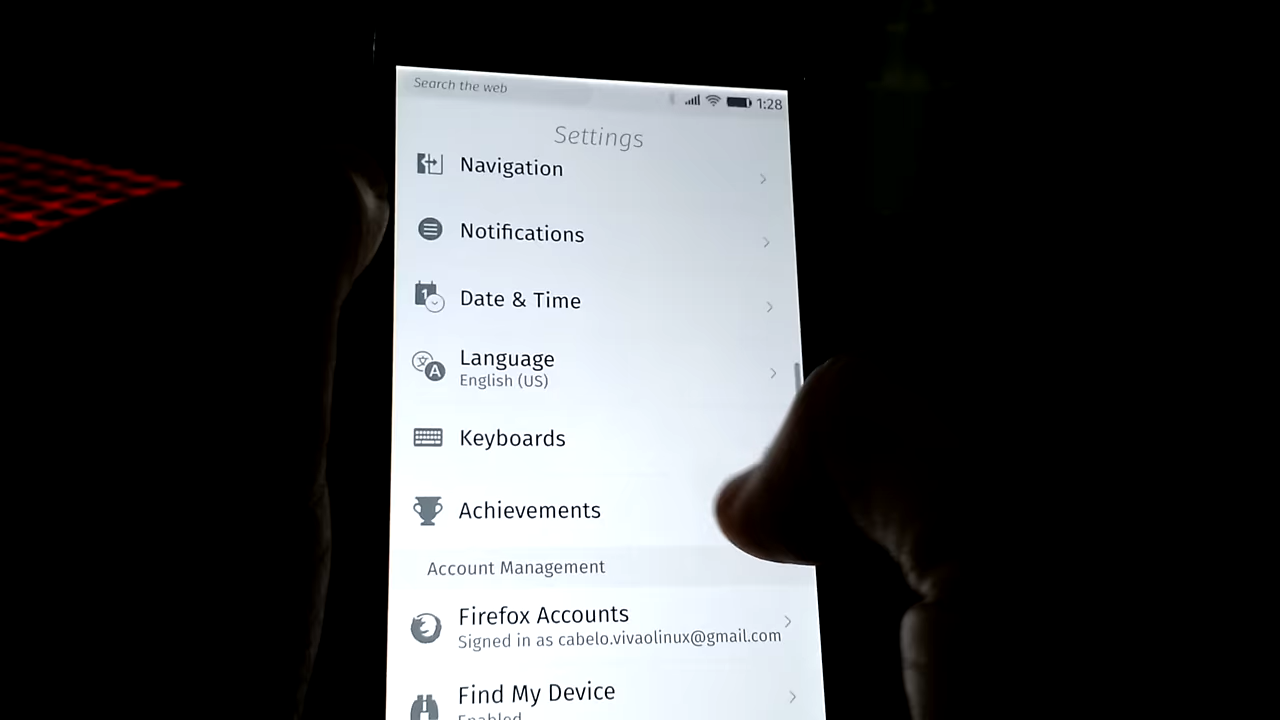 Search the web
1:28
Settings
Navigation
Notifications
Date & Time
Language
English (US)
Keyboards
Achievements
Account Management
Firefox Accounts
Signed in as cabelo.vivaolinux@gmail.com
Find My Device
Enabled